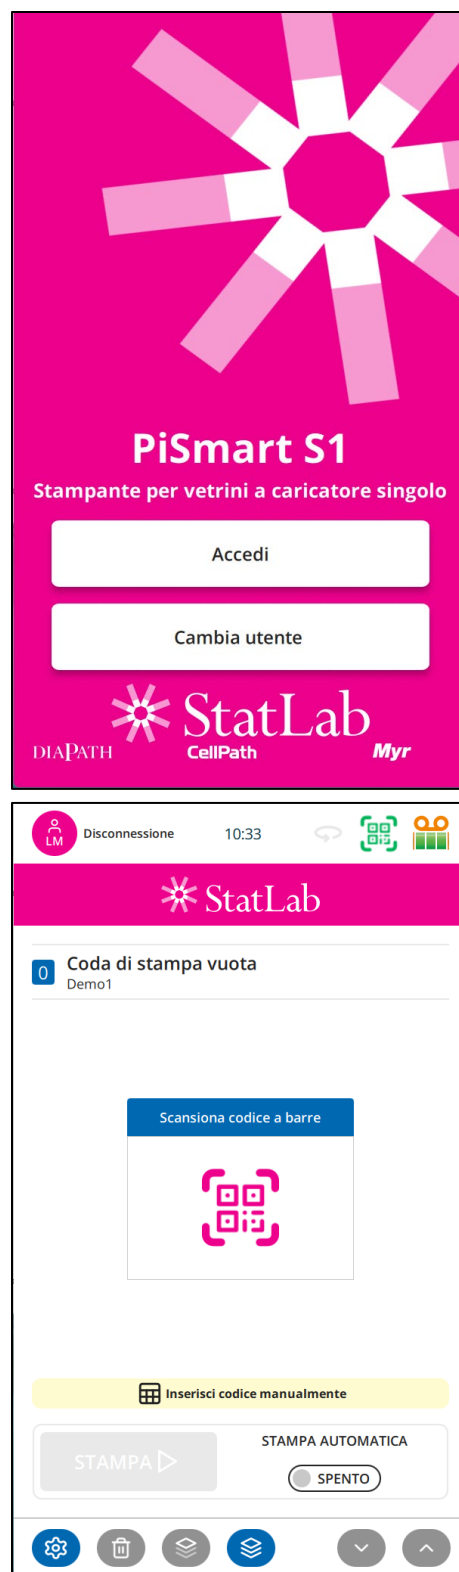 PiSmart S1
Stampante per vetrini a caricatore singolo
Accedi
Cambia utente
StatLab
DIAPATH
CellPath
Myr
LM
Disconnessione
10:33
StatLab
0
Coda di stampa vuota
Demo1
Scansiona codice a barre
Inserisci codice manualmente
STAMPA
STAMPA AUTOMATICA
SPENTO